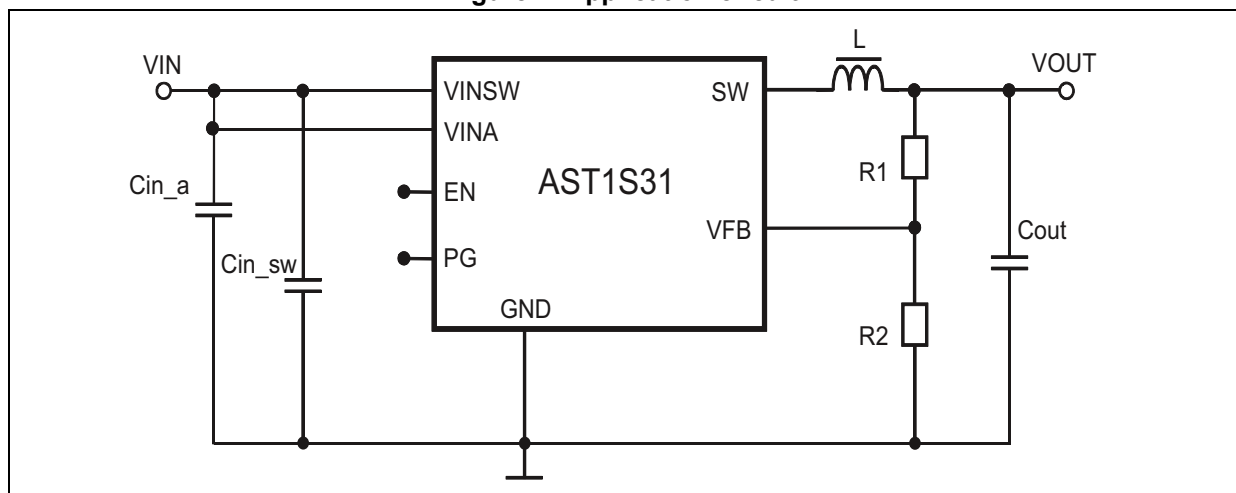 L
VIN
VOUT
VINSW
SW
VINA
R1
Cin_a
EN
AST1S31
VFB
Cout
PG
Cin_sw
GND
R2